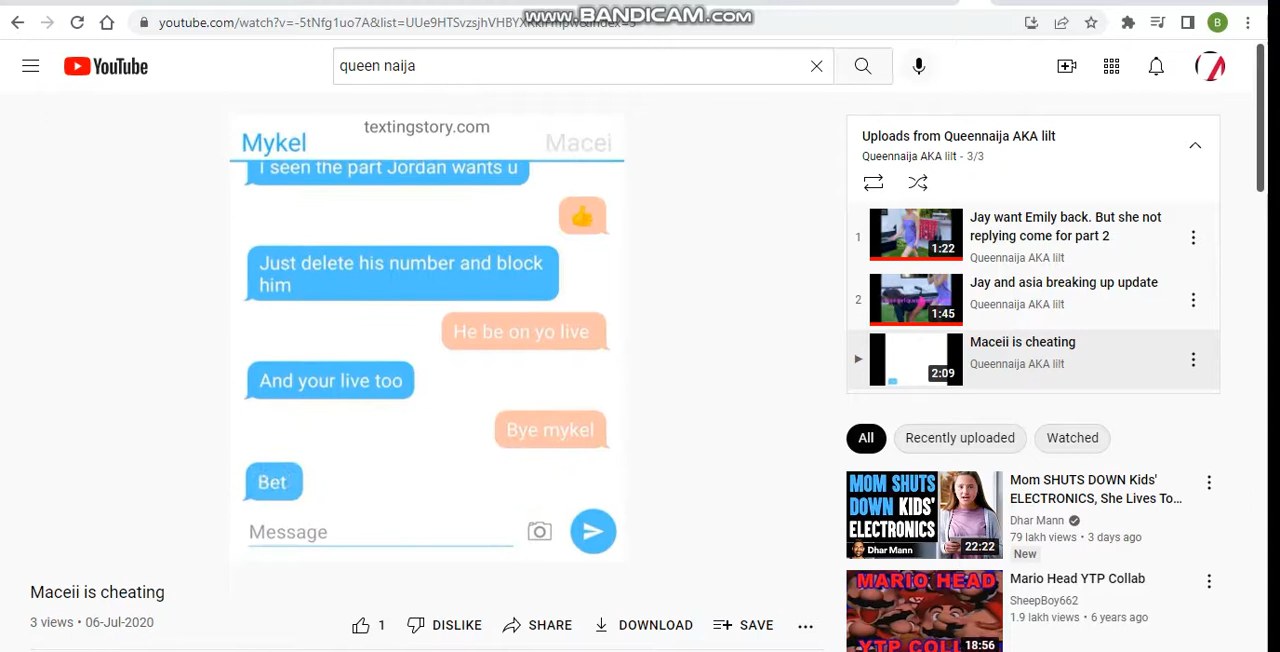 www.BANDICAM.com
youtube.com/watch?v=-5tNfg1uo7A&list=
YouTube
queen naija
B
textingstory.com
Mykel
Macei
I seen the part Jordan wants u
👍
Just delete his number and block
him
He be on yo live
And your live too
Bye mykel
Bet
Message
Maceii is cheating
3 views • 06-Jul-2020
1
DISLIKE
SHARE
DOWNLOAD
SAVE
Uploads from Queennaija AKA lilt
Queennaija AKA lilt - 3/3
1
1:22
Jay want Emily back. But she not
replying come for part 2
Queennaija AKA lilt
2
1:45
Jay and asia breaking up update
Queennaija AKA lilt
2:09
Maceii is cheating
Queennaija AKA lilt
All
Recently uploaded
Watched
MOM SHUTS
DOWN KIDS'
ELECTRONICS
Dhar Mann
22:22
Mom SHUTS DOWN Kids'
ELECTRONICS, She Lives To...
Dhar Mann
79 lakh views • 3 days ago
New
MARIO HEAD
YTP COLL
18:56
Mario Head YTP Collab
SheepBoy662
1.9 lakh views • 6 years ago